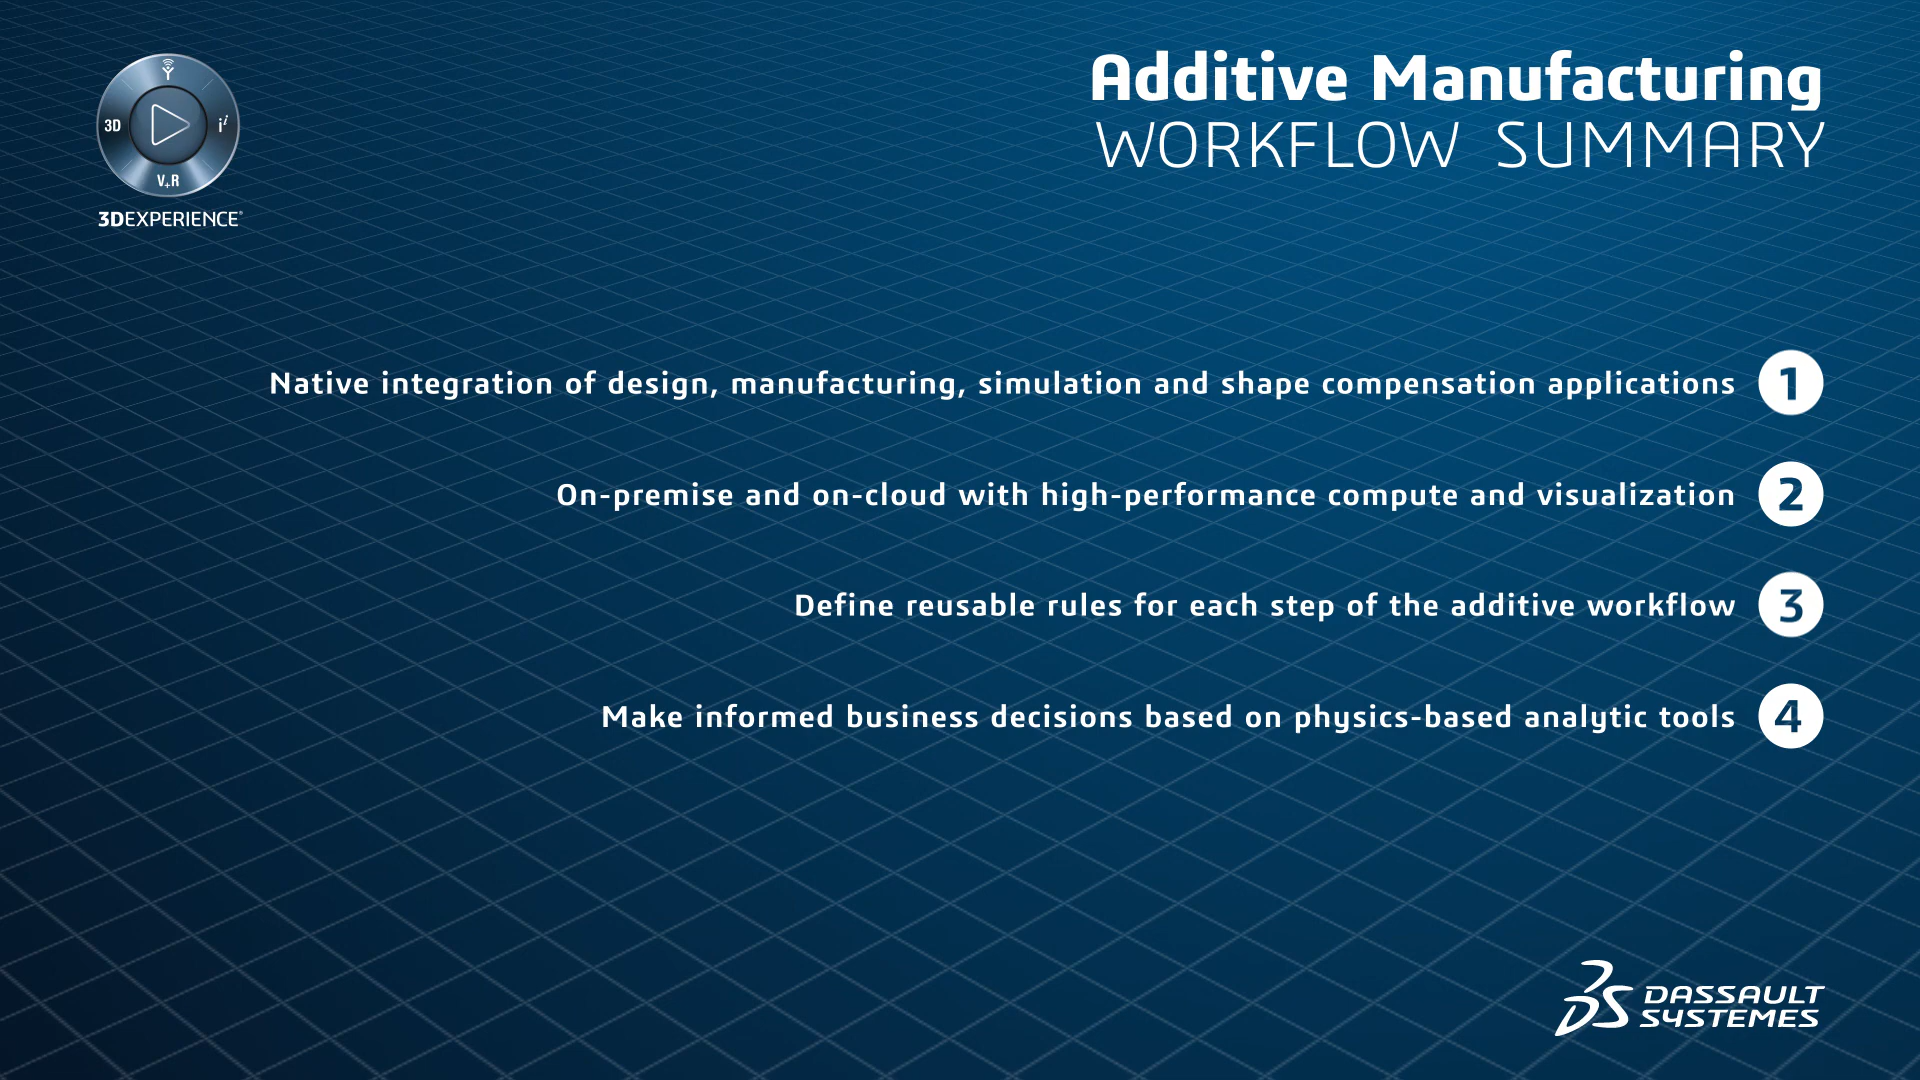 Additive Manufacturing
WORKFLOW SUMMARY
3D
i²
V+R
3DEXPERIENCE®
Native integration of design, manufacturing, simulation and shape compensation applications 1
On-premise and on-cloud with high-performance compute and visualization 2
Define reusable rules for each step of the additive workflow 3
Make informed business decisions based on physics-based analytic tools 4
3DS DASSAULT
SYSTEMES